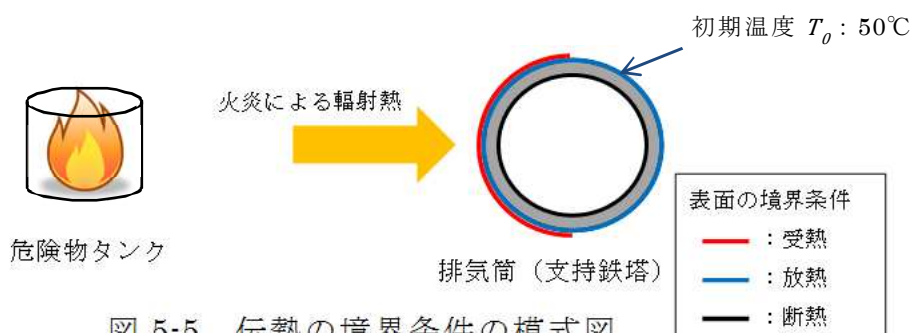 初期温度 T₀：50℃
火炎による輻射熱
危険物タンク
排気筒（支持鉄塔）
表面の境界条件
：受熱
：放熱
：断熱
図 5-5 伝熱の境界条件の模式図